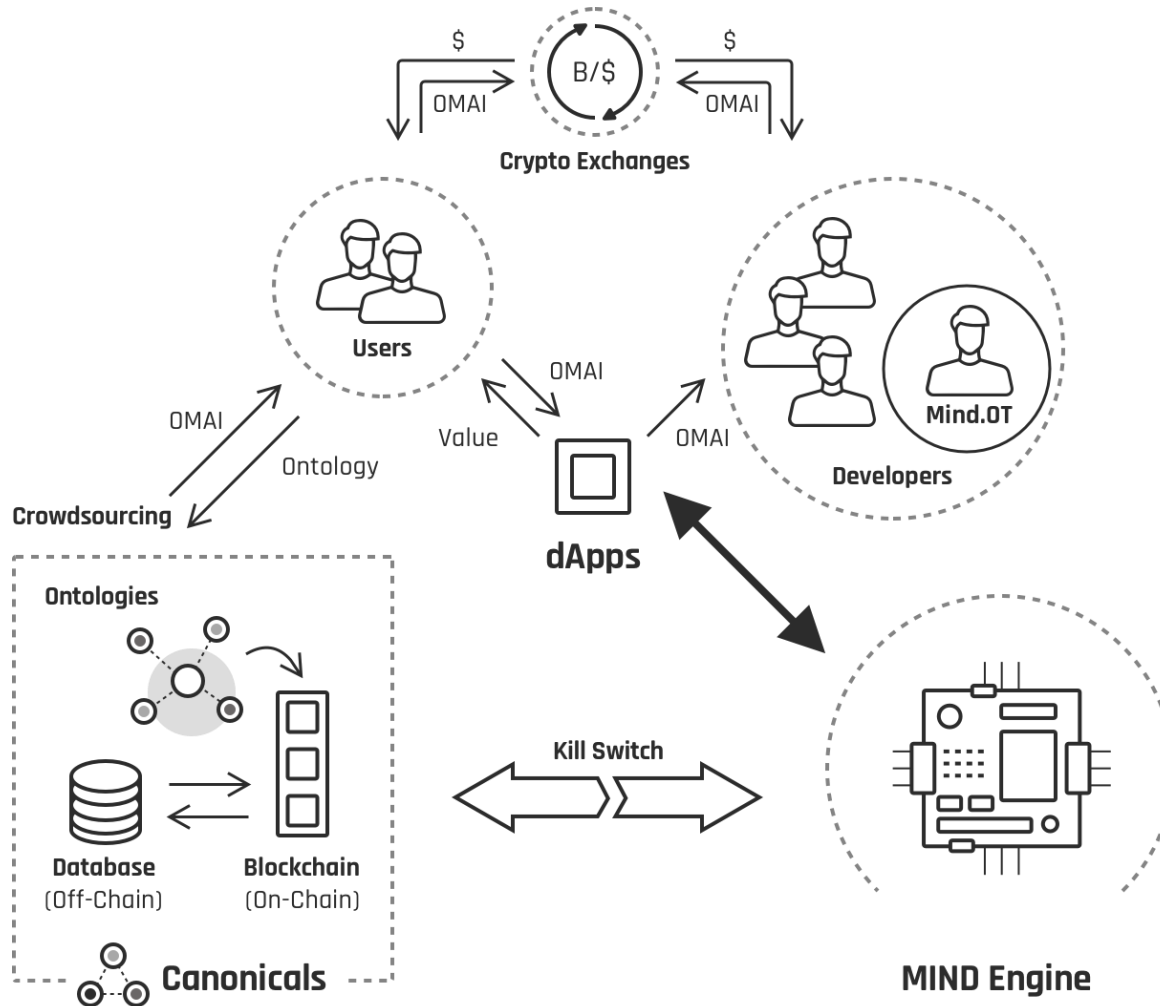 $
$
B/$
OMAI
OMAI
Crypto Exchanges
Users
Mind.OT
Developers
OMAI
Value
OMAI
OMAI
Ontology
Crowdsourcing
dApps
Ontologies
Kill Switch
Database
(Off-Chain)
Blockchain
(On-Chain)
Canonicals
MIND Engine